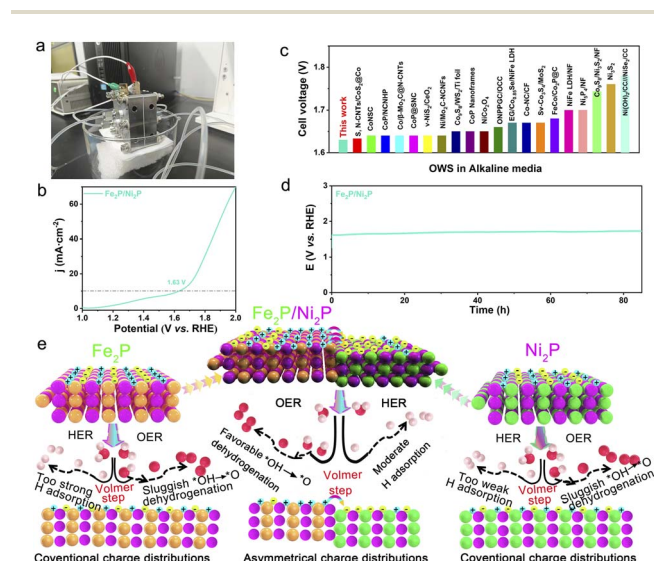 a
b
Fe2P/Ni2P
j (mA·cm-2)
60
40
20
0
1.63 V
1.0
1.2
1.4
1.6
1.8
2.0
Potential (V vs. RHE)
c
Cell voltage (V)
1.8
1.7
1.6
This work
S, N-CNTs/CoS2@Co
CoNSC
CoP/NCNHP
Co/β-Mo2C@N-CNTs
CoP@SNC
v-NiS2/CeO2
Ni/Mo2C-NCNFs
Co9S8/WS2/Ti foil
CoP Nanoframes
NiCo2O4
ONPPGC/OCC
EG/Co0.85Se/NiFe LDH
Co-NC/CF
Sv-Co9S8/MoS2
FeCo/Co2P@C
NiFe LDH/NF
Ni5P4/NF
Ni3S2
Ni(OH)2/NiSe2/CC
OWS in Alkaline media
d
Fe2P/Ni2P
E (V vs. RHE)
3
2
1
0
0
20
40
60
80
Time (h)
e
Fe2P
Fe2P/Ni2P
Ni2P
HER
OER
Too strong
H adsorption
Volmer
step
Sluggish *OH→*O
dehydrogenation
OER
HER
Favorable *OH→*O
dehydrogenation
Volmer
step
Moderate
H adsorption
HER
OER
Too weak
H adsorption
Volmer
step
Sluggish *OH→*O
dehydrogenation
Coventional charge distributions
Asymmetrical charge distributions
Coventional charge distributions